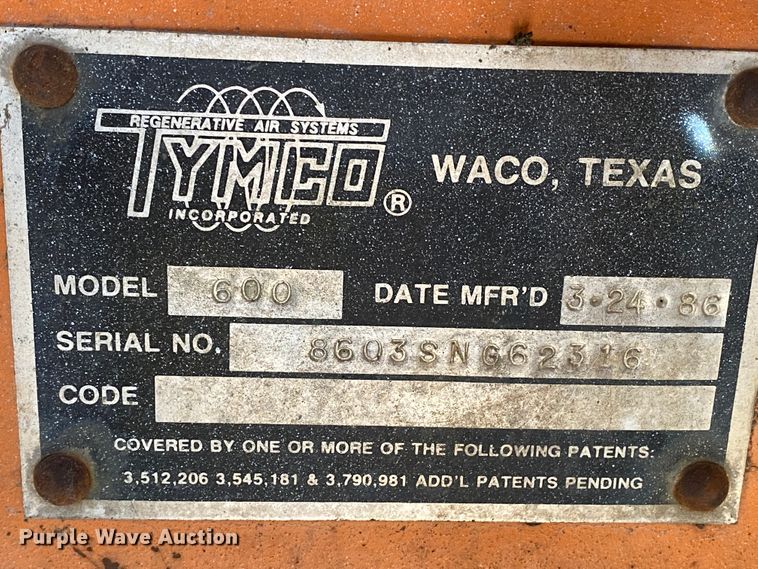 REGENERATIVE AIR SYSTEMS
TYMCO®
INCORPORATED
WACO, TEXAS
MODEL 600 DATE MFR'D 3·24·86
SERIAL NO. 8603SNG62316
CODE
COVERED BY ONE OR MORE OF THE FOLLOWING PATENTS:
3,512,206 3,545,181 & 3,790,981 ADD'L PATENTS PENDING
Purple Wave Auction